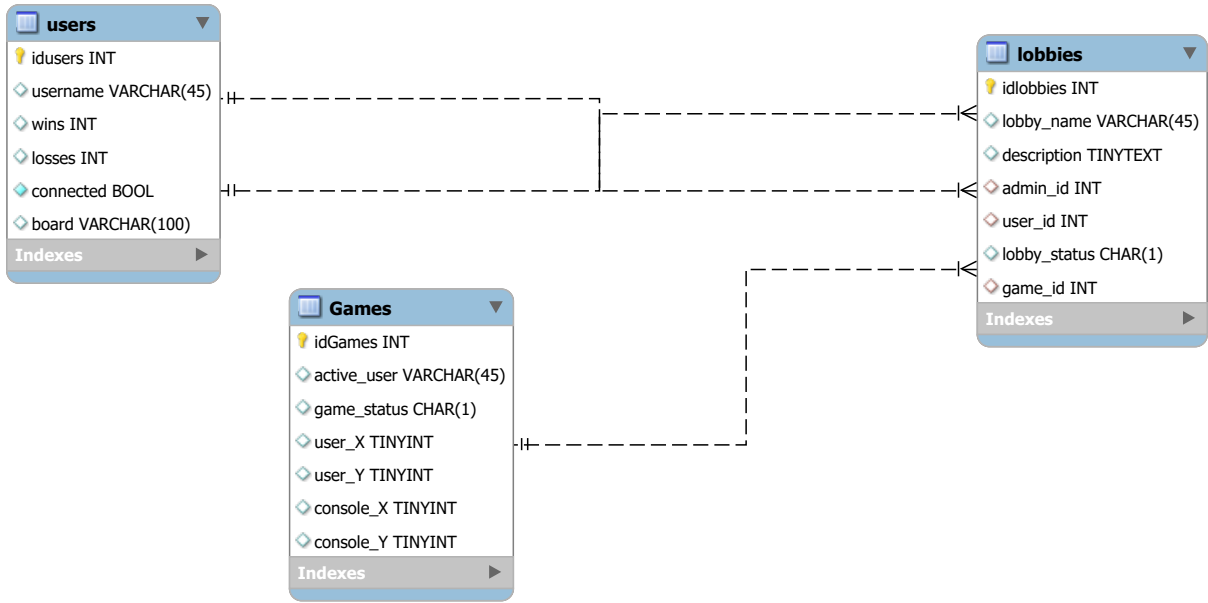 users
idusers INT
username VARCHAR(45)
wins INT
losses INT
connected BOOL
board VARCHAR(100)
Indexes
lobbies
idlobbies INT
lobby_name VARCHAR(45)
description TINYTEXT
admin_id INT
user_id INT
lobby_status CHAR(1)
game_id INT
Indexes
Games
idGames INT
active_user VARCHAR(45)
game_status CHAR(1)
user_X TINYINT
user_Y TINYINT
console_X TINYINT
console_Y TINYINT
Indexes